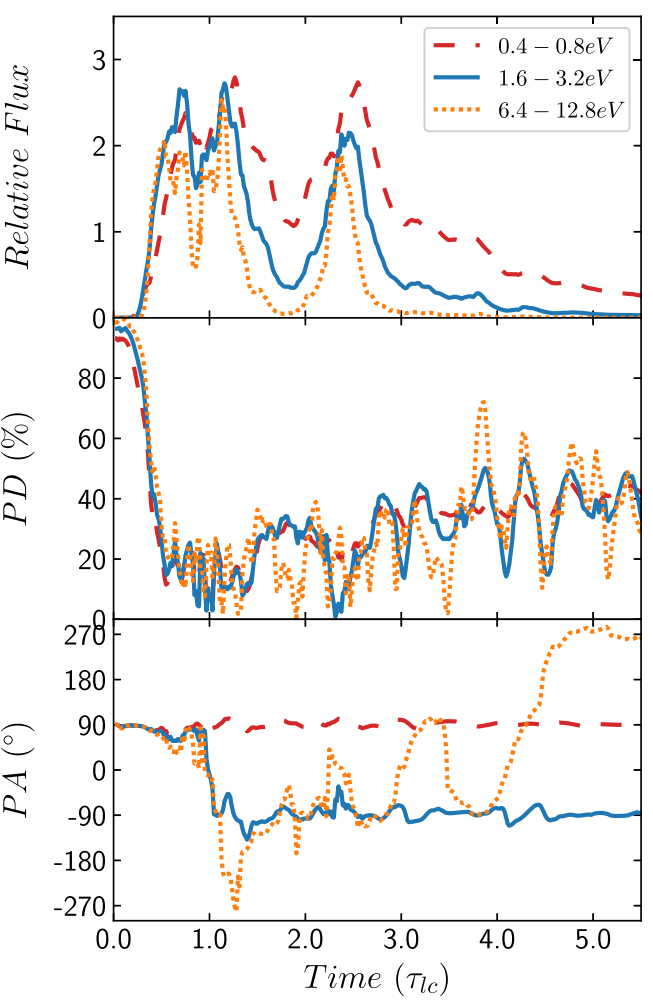 Relative Flux
3
2
1
0
0.4 − 0.8eV
1.6 − 3.2eV
6.4 − 12.8eV
PD (%)
80
60
40
20
0
PA (°)
270
180
90
0
-90
-180
-270
0.0 1.0 2.0 3.0 4.0 5.0
Time (τlc)